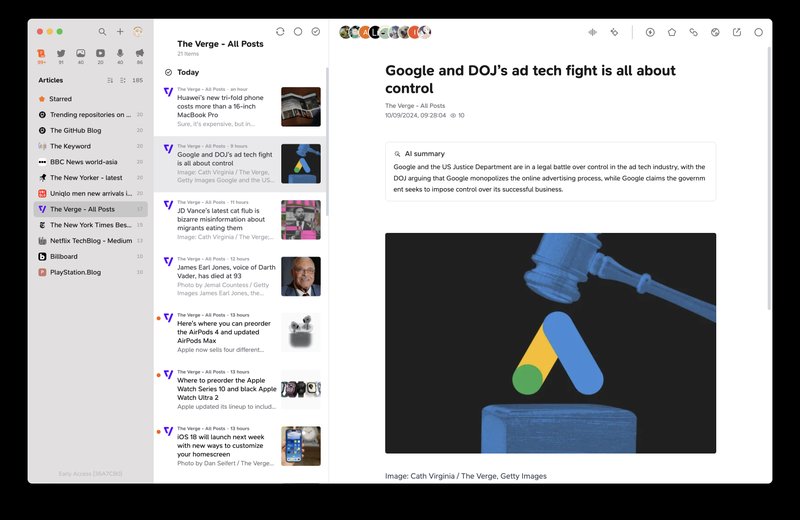 99+
91
40
20
40
86
Articles
185
Starred
Trending repositories on ...
20
The GitHub Blog
20
The Keyword
20
BBC News world-asia
20
The New Yorker - latest
20
Uniqlo men new arrivals i...
The Verge - All Posts
17
The New York Times Bes...
15
Netflix TechBlog - Medium
10
Billboard
10
PlayStation.Blog
10
Early Access
The Verge - All Posts
21 Items
Today
The Verge - All Posts · an hour
Huawei's new tri-fold phone
costs more than a 16-inch
MacBook Pro
Sure, it's expensive, but in...
The Verge - All Posts · 9 hours
Google and DOJ's ad tech fight
is all about control
Image: Cath Virginia / The Verge,
Getty Images Google and the US...
The Verge - All Posts · 11 hours
JD Vance's latest cat flub is
bizarre misinformation about
migrants eating them
Image: Cath Virginia / The Verge;...
The Verge - All Posts · 12 hours
James Earl Jones, voice of Darth
Vader, has died at 93
Photo by Jemal Countess / Getty
Images James Earl Jones, the...
The Verge - All Posts · 13 hours
Here's where you can preorder
the AirPods 4 and updated
AirPods Max
Apple now sells four different...
The Verge - All Posts · 13 hours
Where to preorder the Apple
Watch Series 10 and black Apple
Watch Ultra 2
Apple updated its lineup to includ...
The Verge - All Posts · 13 hours
iOS 18 will launch next week
with new ways to customize
your homescreen
Photo by Dan Seifert / The Verge...
Google and DOJ's ad tech fight is all about
control
The Verge - All Posts
10/09/2024, 09:28:04
10
AI summary
Google and the US Justice Department are in a legal battle over control in the ad tech industry, with the
DOJ arguing that Google monopolizes the online advertising process, while Google claims the governm
ent seeks to impose control over its successful business.
Image: Cath Virginia / The Verge, Getty Images